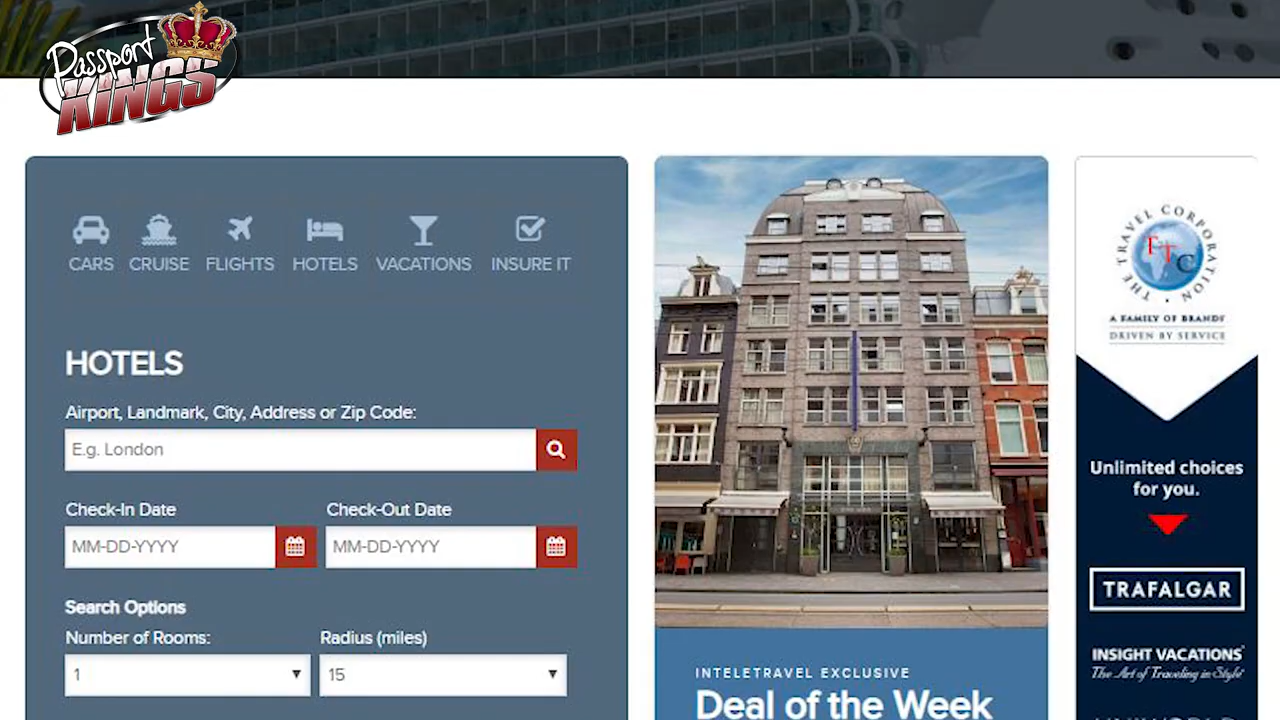 Passport
KINGS
CARS CRUISE FLIGHTS HOTELS VACATIONS INSURE IT
HOTELS
Airport, Landmark, City, Address or Zip Code:
E.g. London
Check-In Date Check-Out Date
MM-DD-YYYY MM-DD-YYYY
Search Options
Number of Rooms: Radius (miles)
1 15
INTELETRAVEL EXCLUSIVE
Deal of the Week
THE TRAVEL CORPORATION
TTC
A FAMILY OF BRANDS
DRIVEN BY SERVICE
Unlimited choices
for you.
TRAFALGAR
INSIGHT VACATIONS
The Art of Traveling in Style